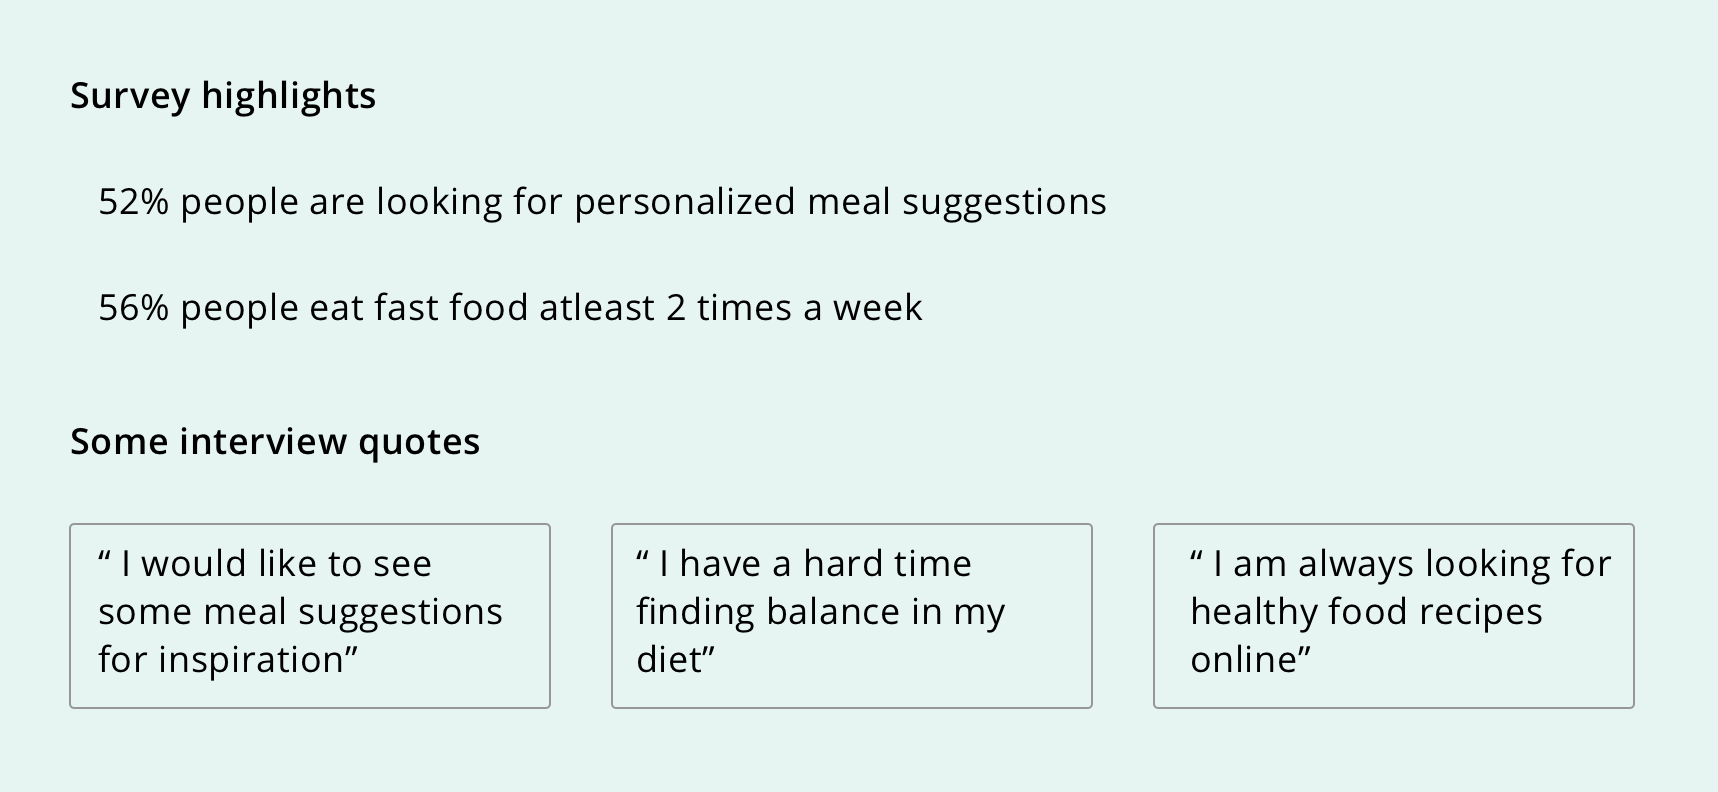 Survey highlights
52% people are looking for personalized meal suggestions
56% people eat fast food atleast 2 times a week
Some interview quotes
“ I would like to see
some meal suggestions
for inspiration”
“ I have a hard time
finding balance in my
diet”
“ I am always looking for
healthy food recipes
online”